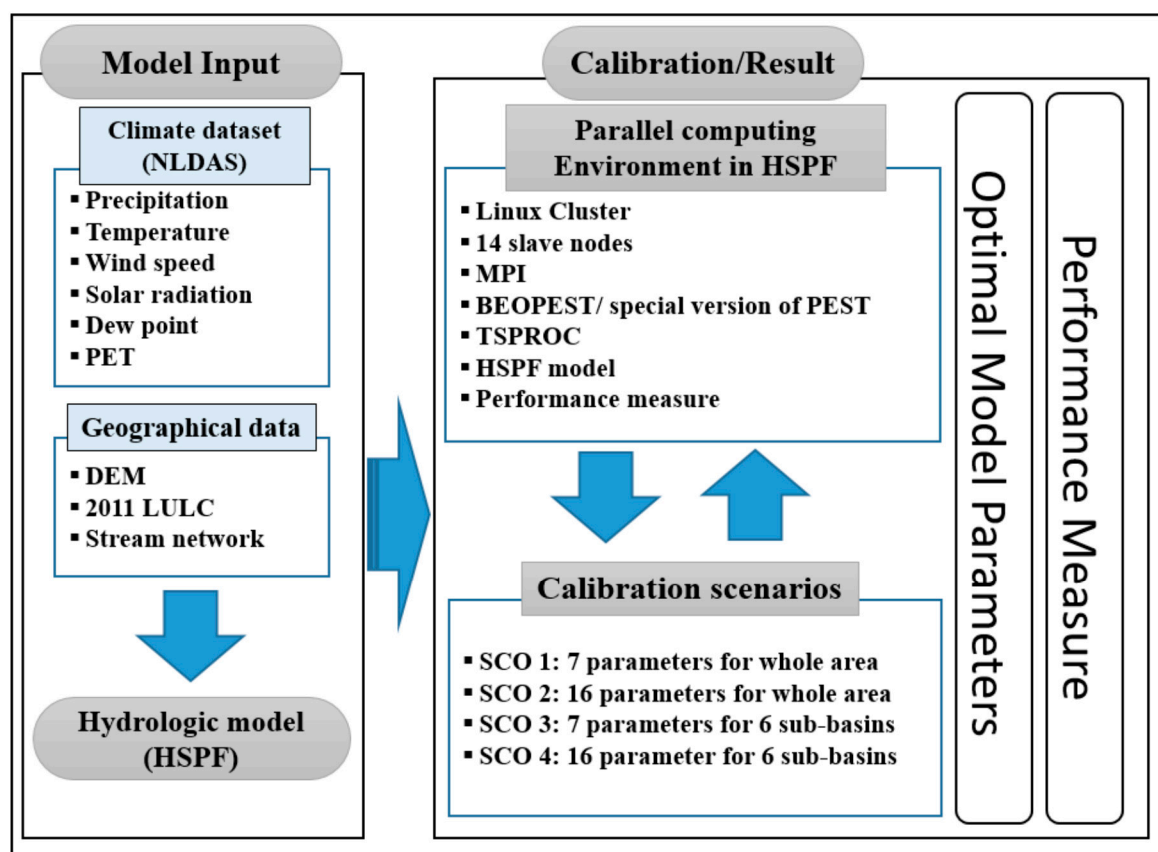 Model Input
Climate dataset
(NLDAS)
▪ Precipitation
▪ Temperature
▪ Wind speed
▪ Solar radiation
▪ Dew point
▪ PET
Geographical data
▪ DEM
▪ 2011 LULC
▪ Stream network
Hydrologic model
(HSPF)
Calibration/Result
Parallel computing
Environment in HSPF
▪ Linux Cluster
▪ 14 slave nodes
▪ MPI
▪ BEOPEST/ special version of PEST
▪ TSPROC
▪ HSPF model
▪ Performance measure
Calibration scenarios
▪ SCO 1: 7 parameters for whole area
▪ SCO 2: 16 parameters for whole area
▪ SCO 3: 7 parameters for 6 sub-basins
▪ SCO 4: 16 parameter for 6 sub-basins
Optimal Model Parameters
Performance Measure